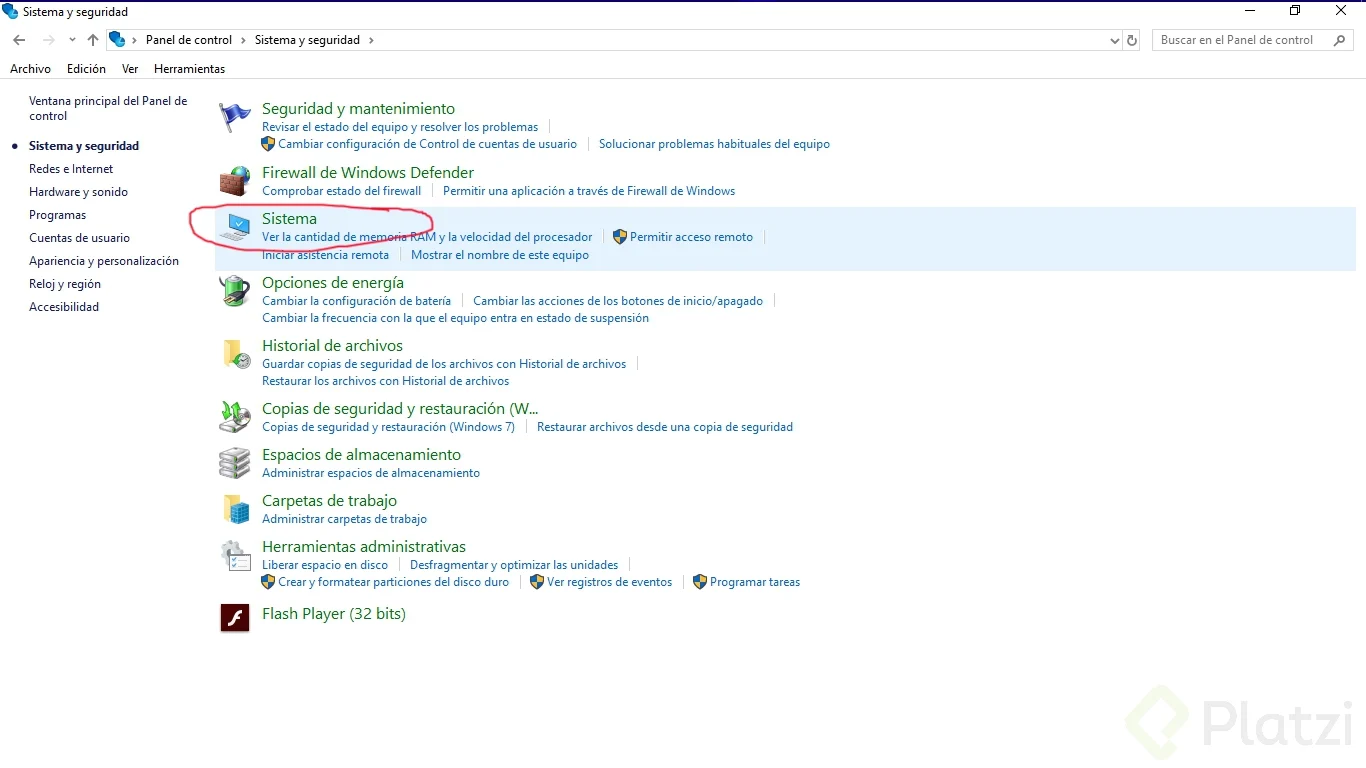 Sistema y seguridad
Panel de control > Sistema y seguridad >
Buscar en el Panel de control
Archivo Edición Ver Herramientas
Ventana principal del Panel de
control
Sistema y seguridad
Redes e Internet
Hardware y sonido
Programas
Cuentas de usuario
Apariencia y personalización
Reloj y región
Accesibilidad
Seguridad y mantenimiento
Revisar el estado del equipo y resolver los problemas
Cambiar configuración de Control de cuentas de usuario | Solucionar problemas habituales del equipo
Firewall de Windows Defender
Comprobar estado del firewall | Permitir una aplicación a través de Firewall de Windows
Sistema
Ver la cantidad de memoria RAM y la velocidad del procesador | Permitir acceso remoto
Iniciar asistencia remota | Mostrar el nombre de este equipo
Opciones de energía
Cambiar la configuración de batería | Cambiar las acciones de los botones de inicio/apagado
Cambiar la frecuencia con la que el equipo entra en estado de suspensión
Historial de archivos
Guardar copias de seguridad de los archivos con Historial de archivos
Restaurar los archivos con Historial de archivos
Copias de seguridad y restauración (W...
Copias de seguridad y restauración (Windows 7) | Restaurar archivos desde una copia de seguridad
Espacios de almacenamiento
Administrar espacios de almacenamiento
Carpetas de trabajo
Administrar carpetas de trabajo
Herramientas administrativas
Liberar espacio en disco | Desfragmentar y optimizar las unidades
Crear y formatear particiones del disco duro | Ver registros de eventos | Programar tareas
Flash Player (32 bits)
Platzi